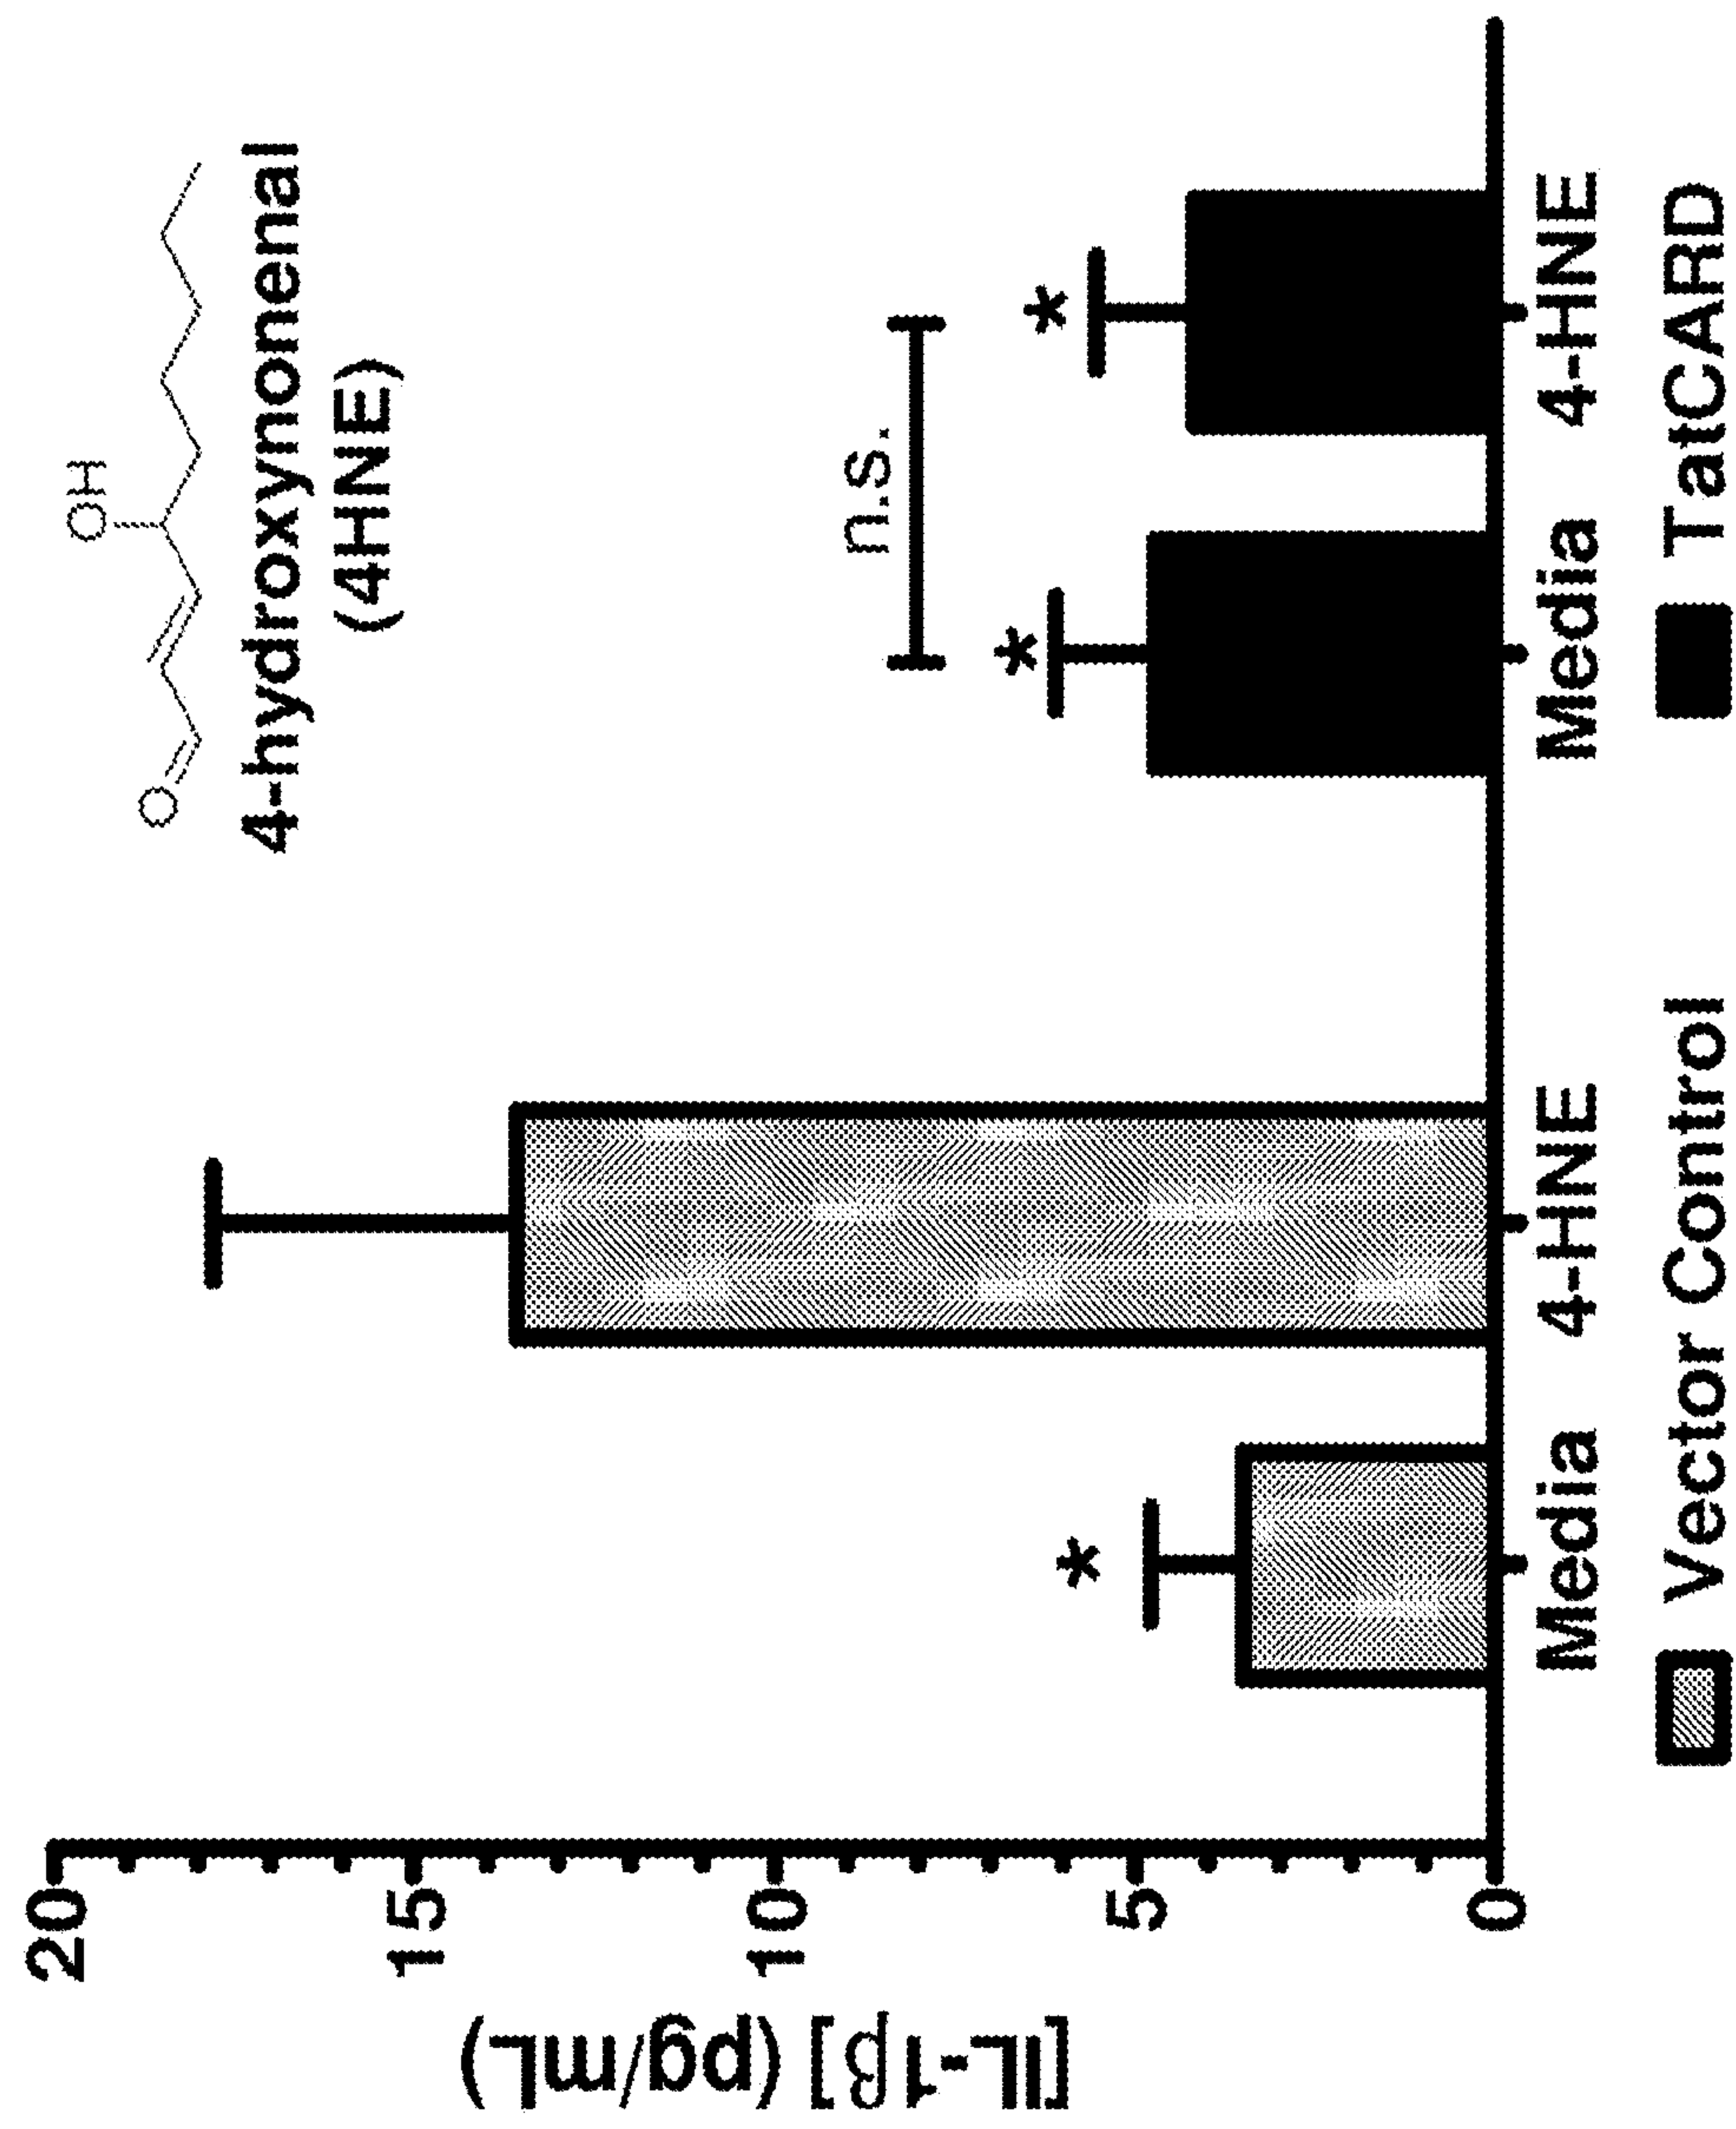 O
OH
4-hydroxynonenal
(4HNE)
[IL-1β] (pg/mL)
20
15
10
5
0
*
*
*
n.s.
Media 4-HNE Media 4-HNE
Vector Control TatCARD